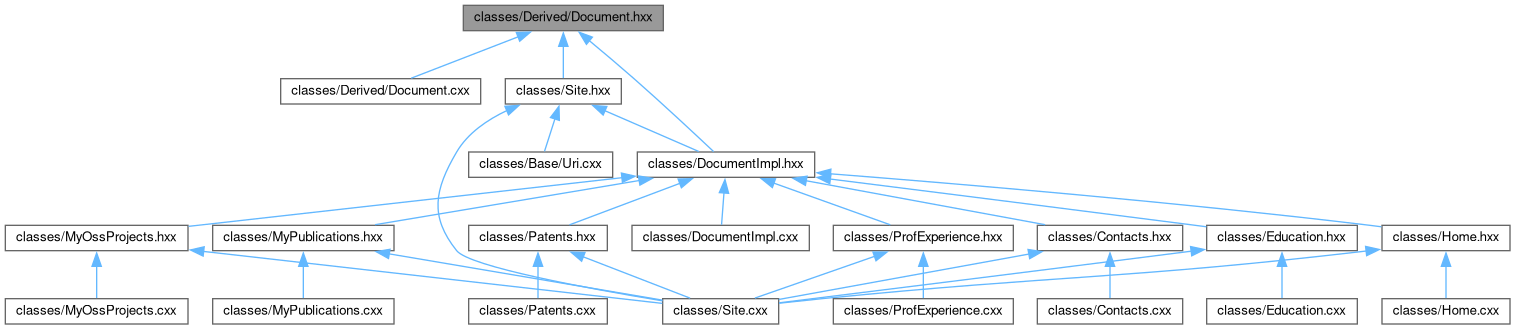 classes/Derived/Document.hxx
classes/Derived/Document.cxx
classes/Site.hxx
classes/Base/Uri.cxx
classes/DocumentImpl.hxx
classes/MyOssProjects.hxx
classes/MyPublications.hxx
classes/Patents.hxx
classes/DocumentImpl.cxx
classes/ProfExperience.hxx
classes/Contacts.hxx
classes/Education.hxx
classes/Home.hxx
classes/MyOssProjects.cxx
classes/MyPublications.cxx
classes/Patents.cxx
classes/Site.cxx
classes/ProfExperience.cxx
classes/Contacts.cxx
classes/Education.cxx
classes/Home.cxx